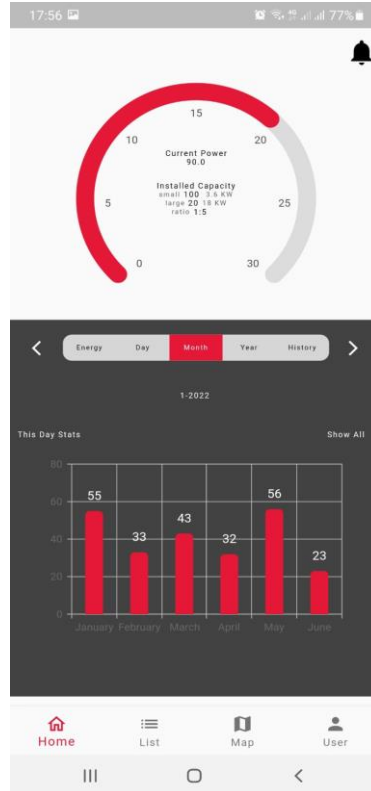 17:56 77%
15
10 20
Current Power
90.0
Installed Capacity
small 100 3.6 KW
large 20 18 KW
ratio 1:5
5 25
0 30
Energy Day Month Year History
1-2022
This Day Stats Show All
80
60
40
20
0
55 33 43 32 56 23
January February March April May June
Home List Map User